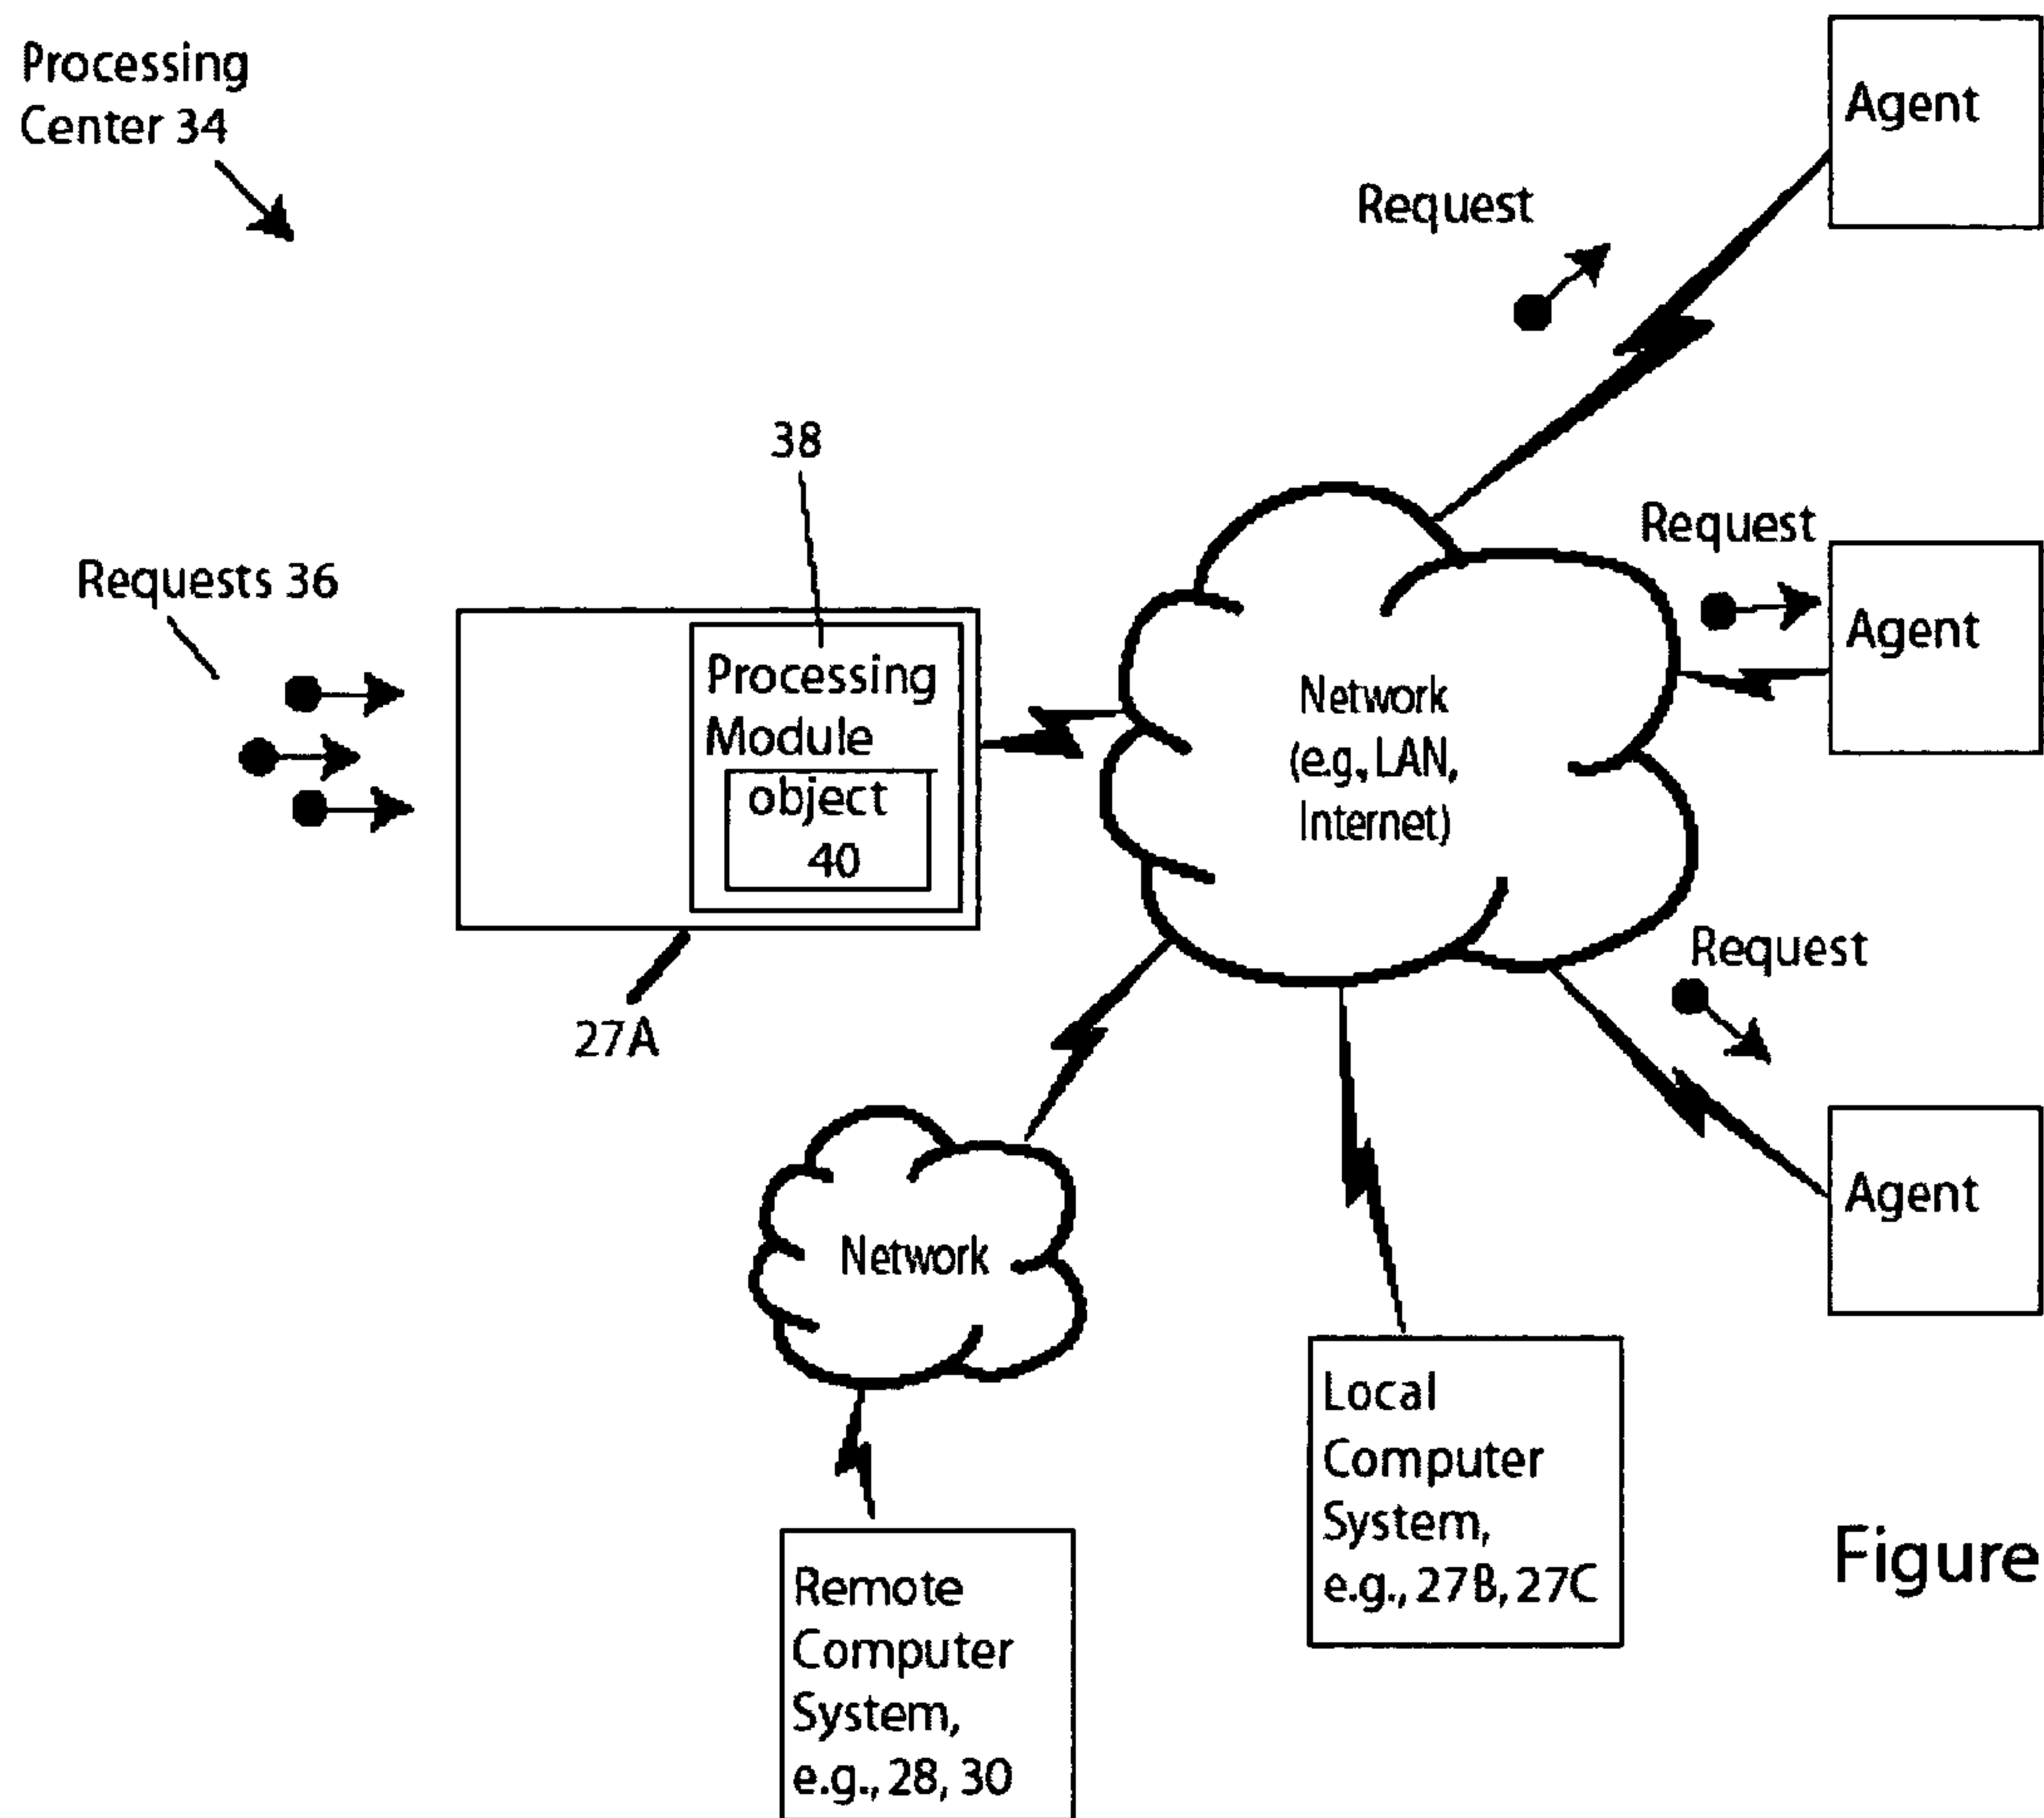 Processing
Center 34
Agent
Request
38
Request
Requests 36
Agent
Processing
Module
object
40
Network
(e.g., LAN,
Internet)
Request
27A
Agent
Network
Local
Computer
System,
e.g., 27B, 27C
Figure
Remote
Computer
System,
e.g., 28, 30